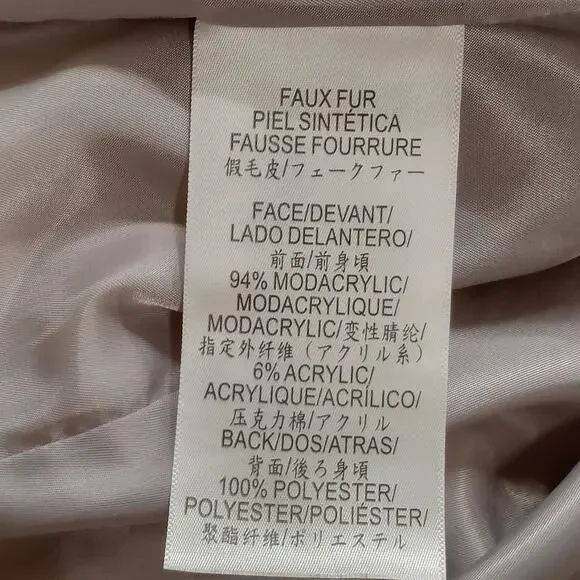 FAUX FUR
PIEL SINTÉTICA
FAUSSE FOURRURE
假毛皮/フェークファー
FACE/DEVANT/
LADO DELANTERO/
前面/前身頃
94% MODACRYLIC/
MODACRYLIQUE/
MODACRYLIC/变性腈纶/
指定外纤维（アクリル系）
6% ACRYLIC/
ACRYLIQUE/ACRÍLICO/
压克力棉/アクリル
BACK/DOS/ATRAS/
背面/後ろ身頃
100% POLYESTER/
POLYESTER/POLIÉSTER/
聚酯纤维/ポリエステル